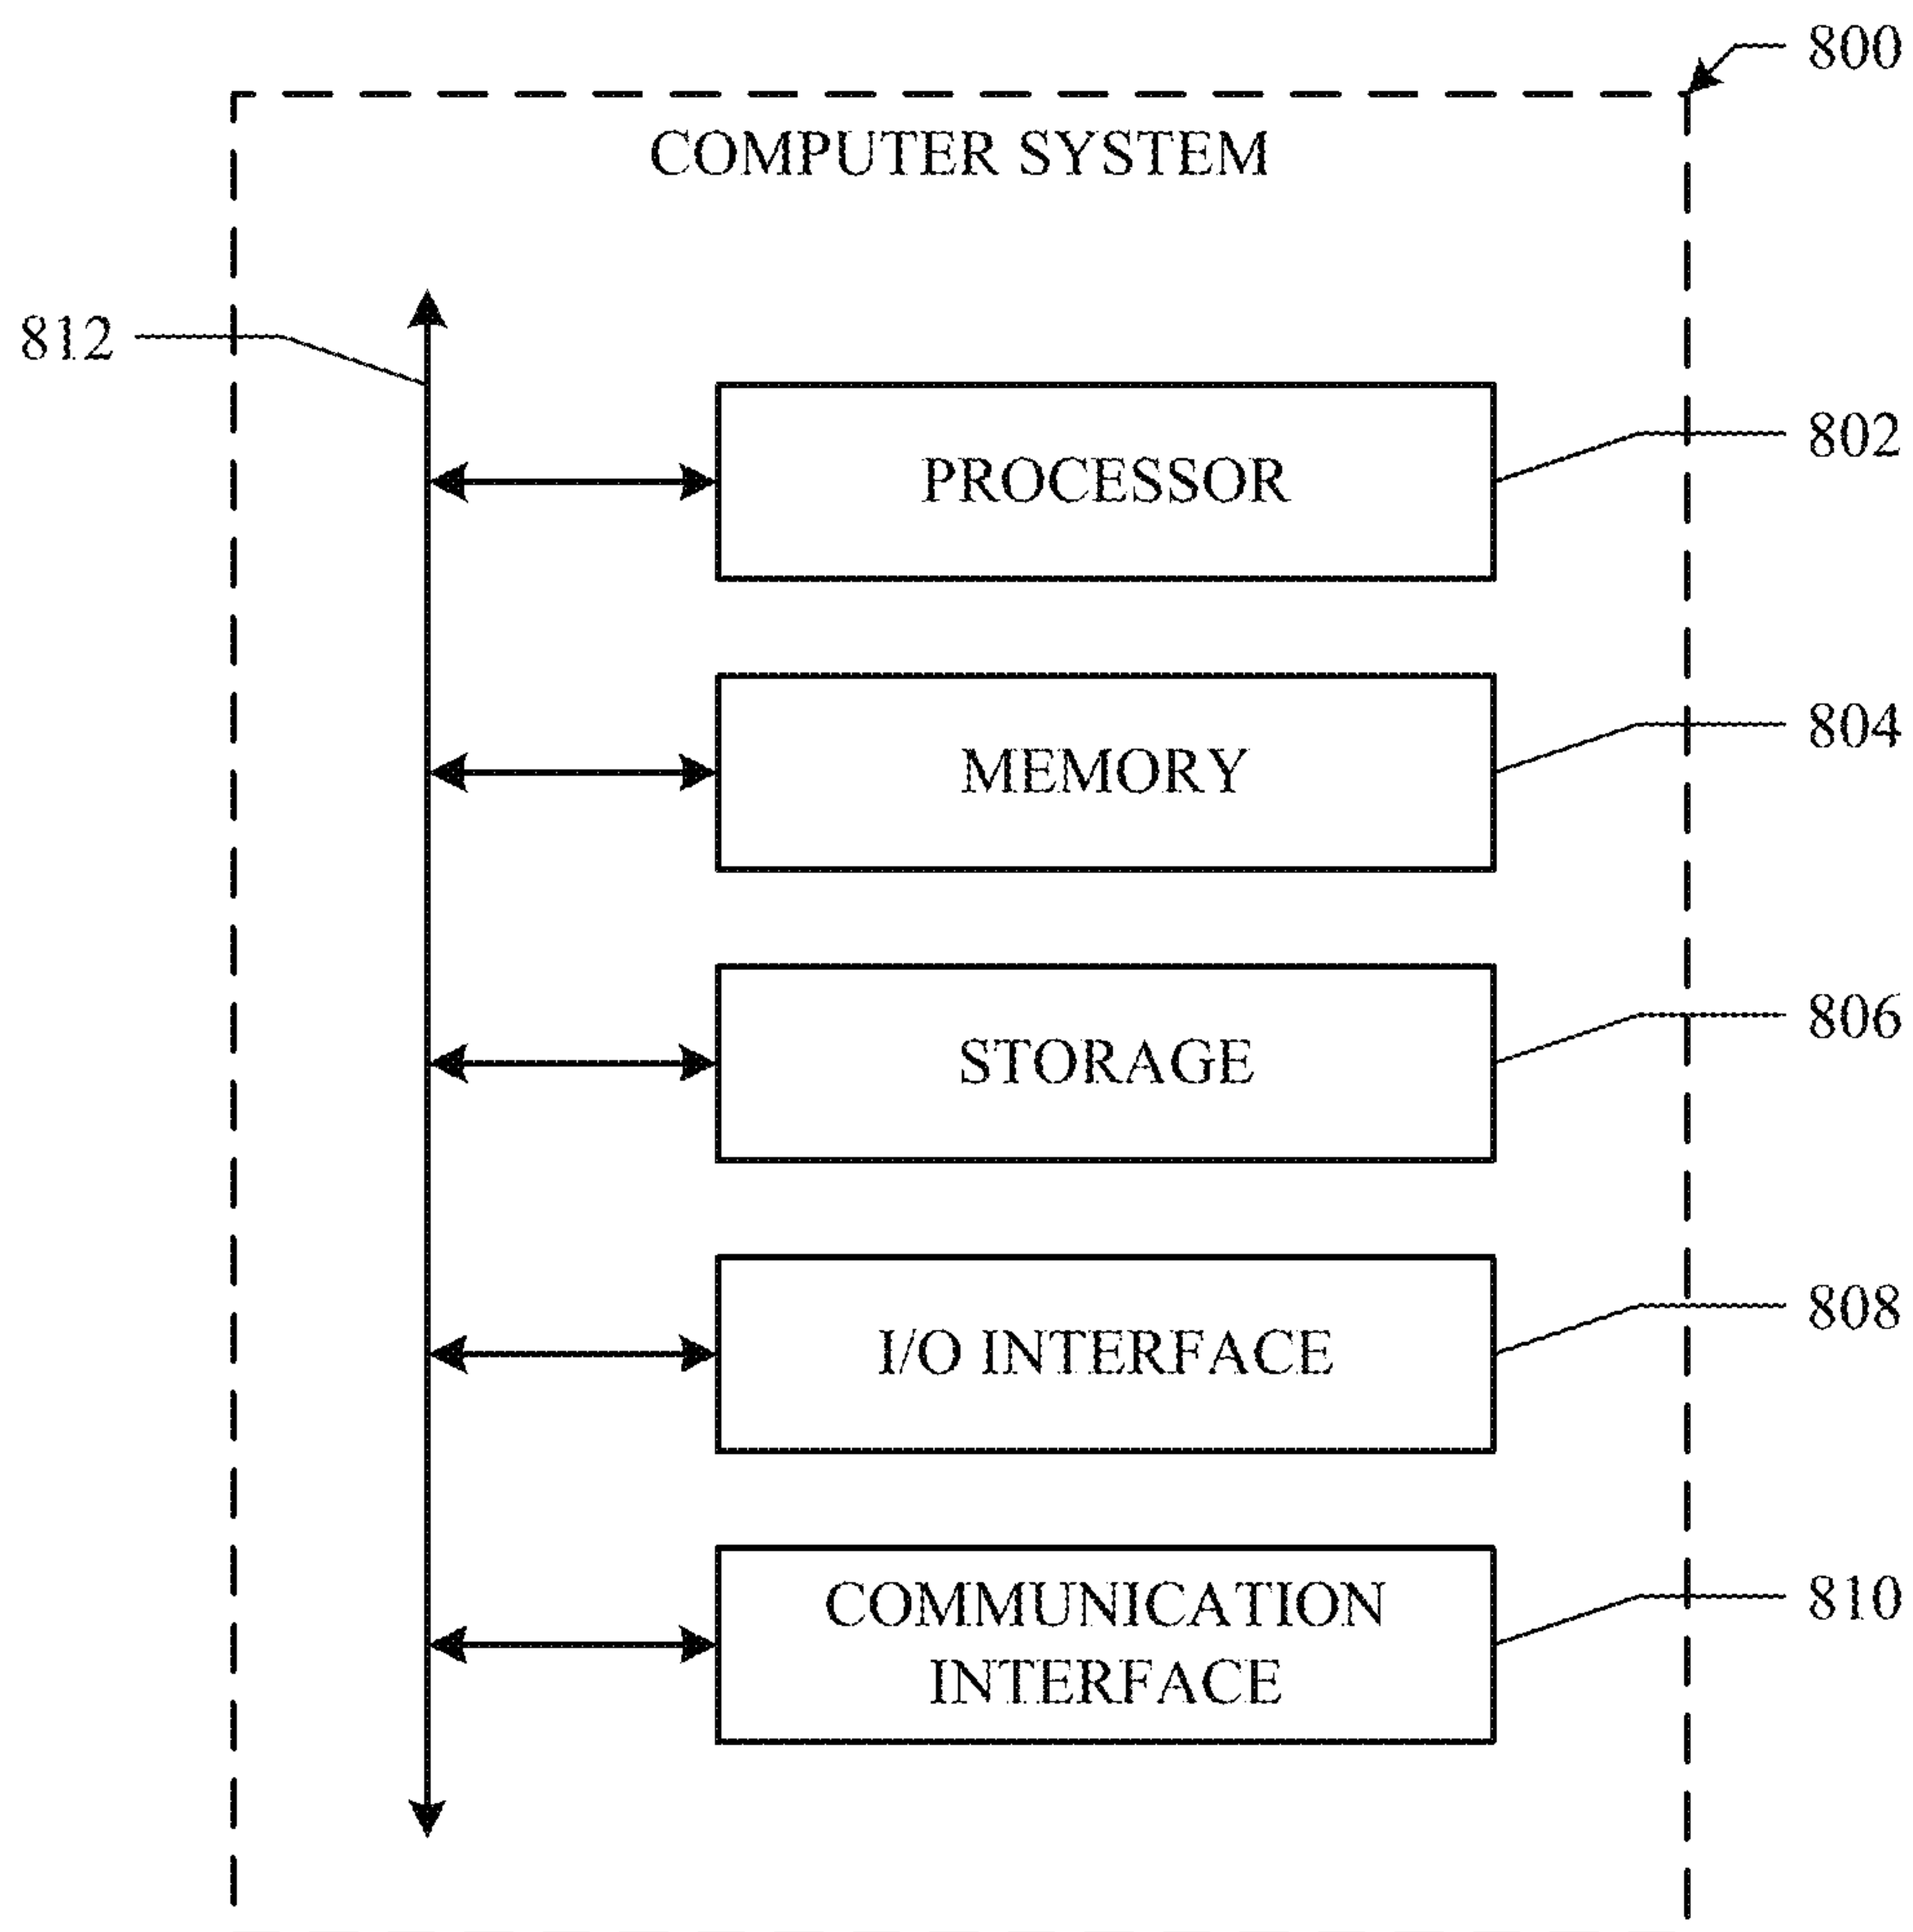 800
COMPUTER SYSTEM
812
PROCESSOR
802
MEMORY
804
STORAGE
806
I/O INTERFACE
808
COMMUNICATION
INTERFACE
810